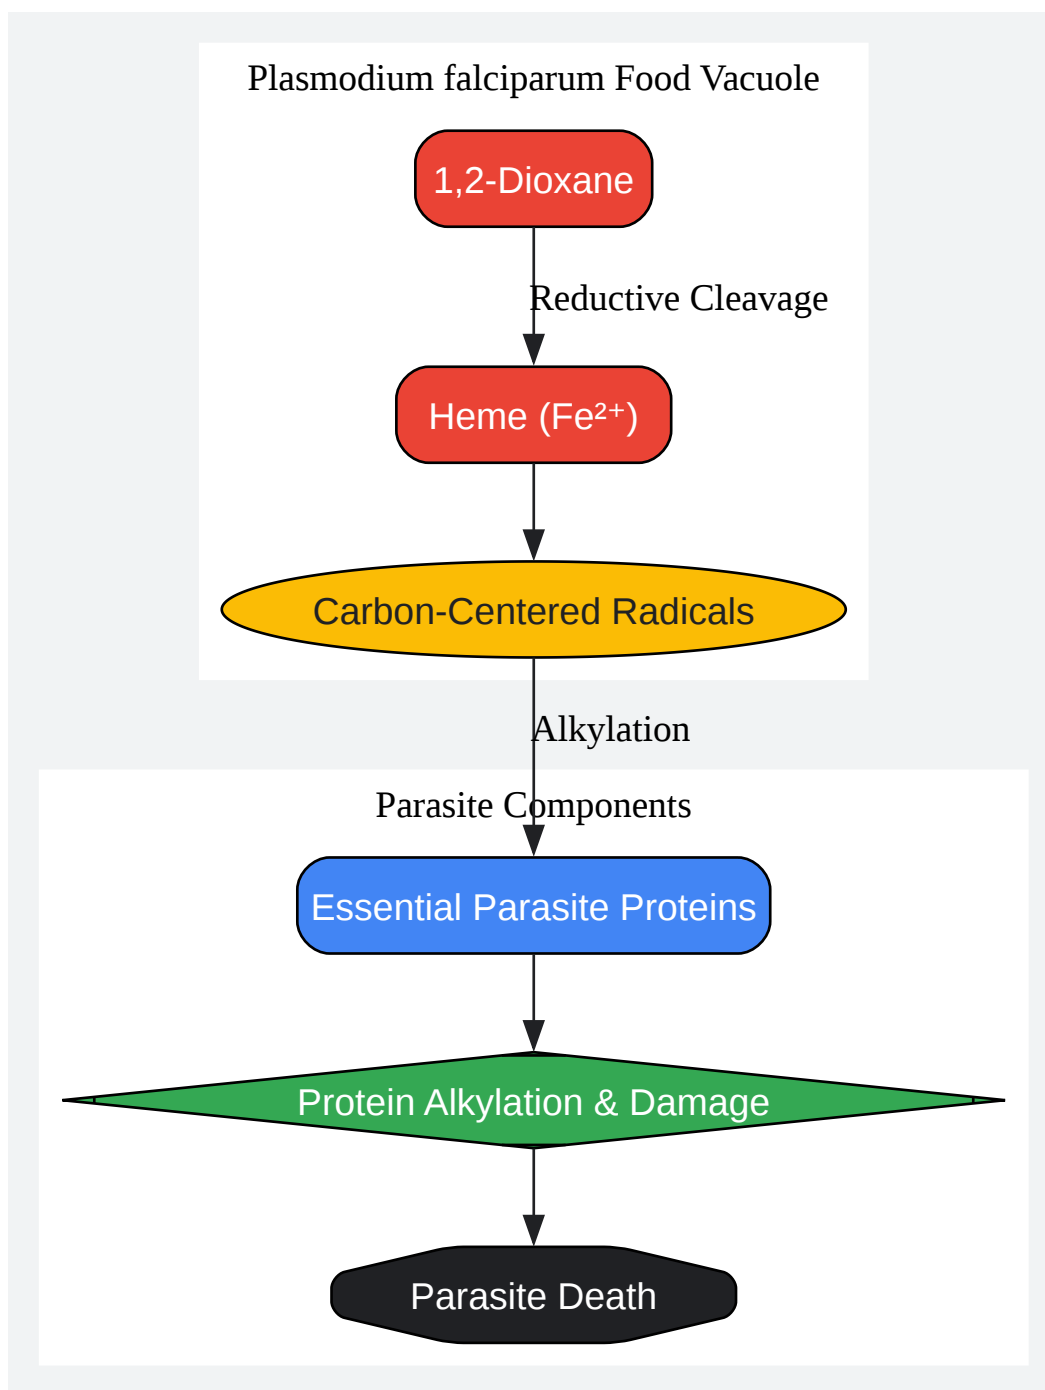 Plasmodium falciparum Food Vacuole
1,2-Dioxane
Reductive Cleavage
Heme (Fe²⁺)
Carbon-Centered Radicals
Alkylation
Parasite Components
Essential Parasite Proteins
Protein Alkylation & Damage
Parasite Death